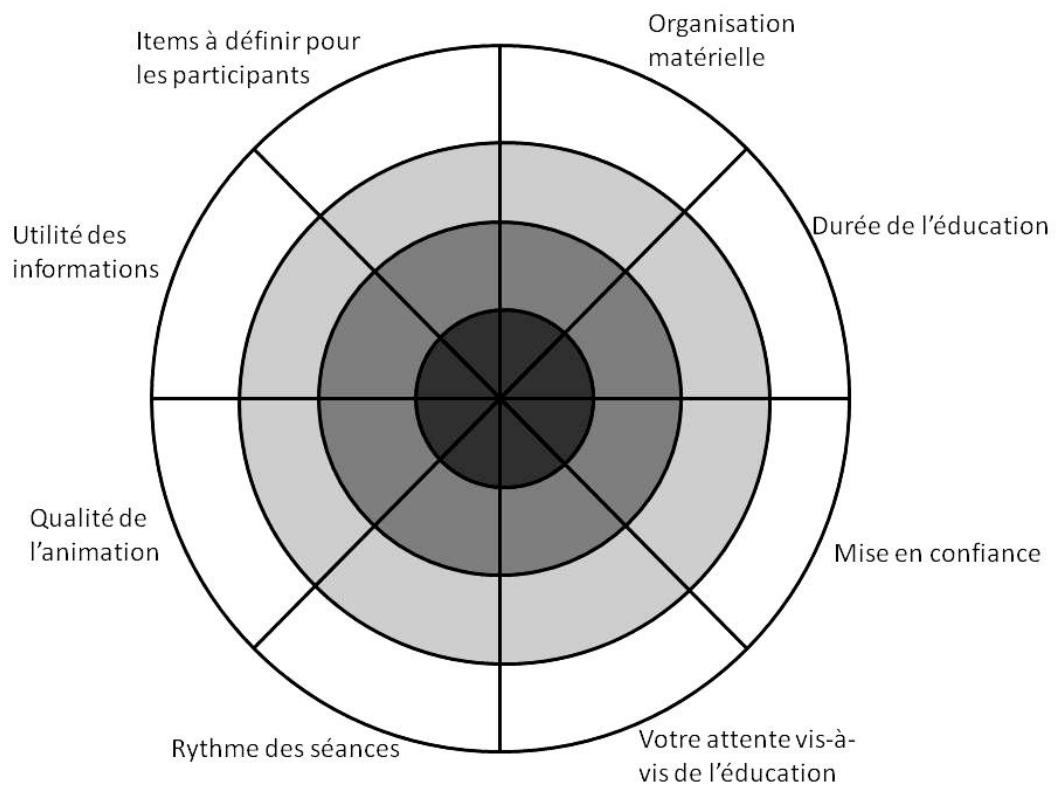 Items à définir pour
les participants
Organisation
matérielle
Durée de l'éducation
Utilité des
informations
Qualité de
l'animation
Mise en confiance
Rythme des séances
Votre attente vis-à-
vis de l'éducation